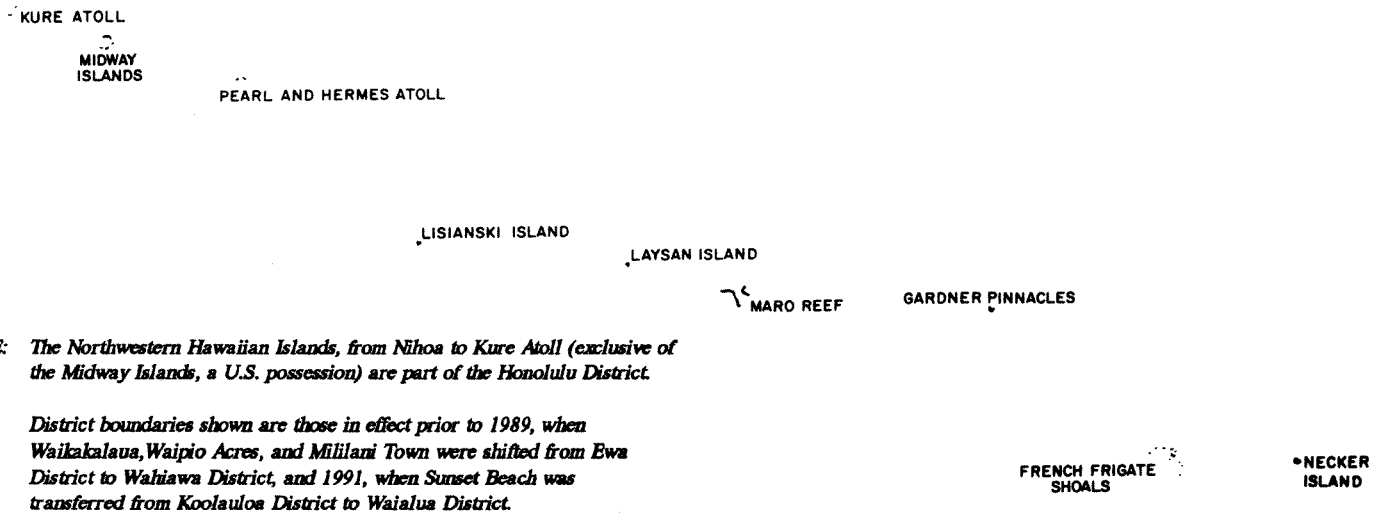 KURE ATOLL
MIDWAY
ISLANDS
PEARL AND HERMES ATOLL
LISIANSKI ISLAND
LAYSAN ISLAND
MARO REEF
GARDNER PINNACLES
The Northwestern Hawaiian Islands, from Nihoa to Kure Atoll (exclusive of
the Midway Islands, a U.S. possession) are part of the Honolulu District.
District boundaries shown are those in effect prior to 1989, when
Waikakalaua, Waipio Acres, and Mililani Town were shifted from Ewa
District to Wahiawa District, and 1991, when Sunset Beach was
transferred from Koolauloa District to Waialua District.
FRENCH FRIGATE
SHOALS
NECKER
ISLAND